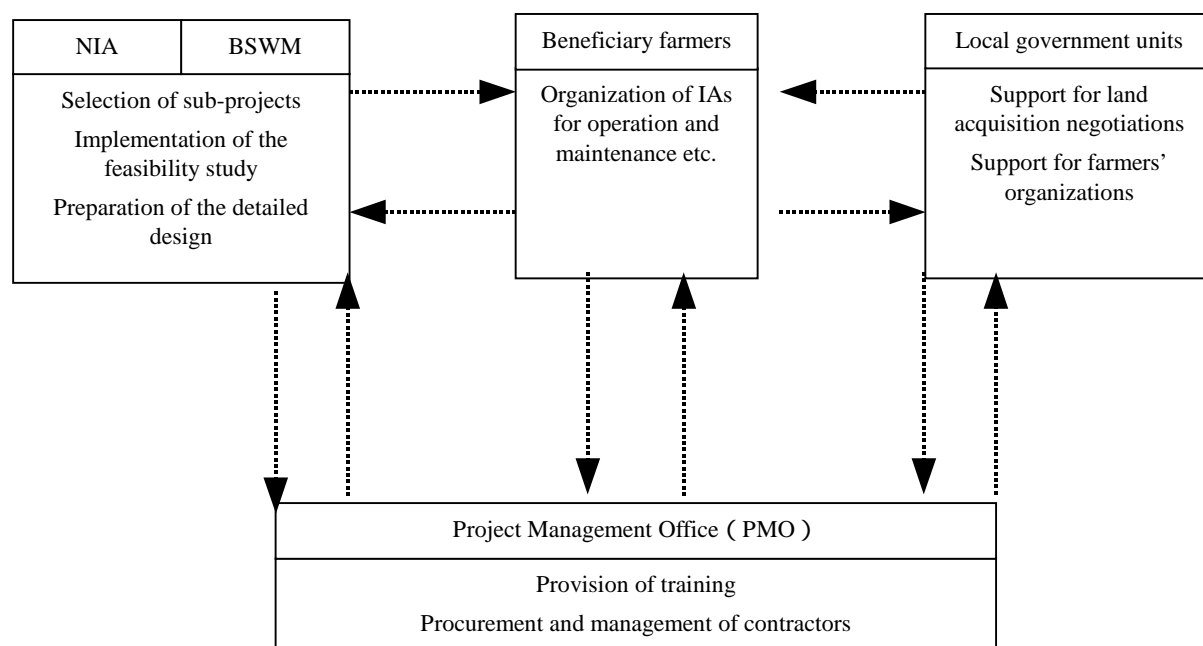 NIA
BSWM
Selection of sub-projects
Implementation of the
feasibility study
Preparation of the detailed
design
Beneficiary farmers
Organization of IAs
for operation and
maintenance etc.
Local government units
Support for land
acquisition negotiations
Support for farmers’
organizations
Project Management Office ( PMO )
Provision of training
Procurement and management of contractors